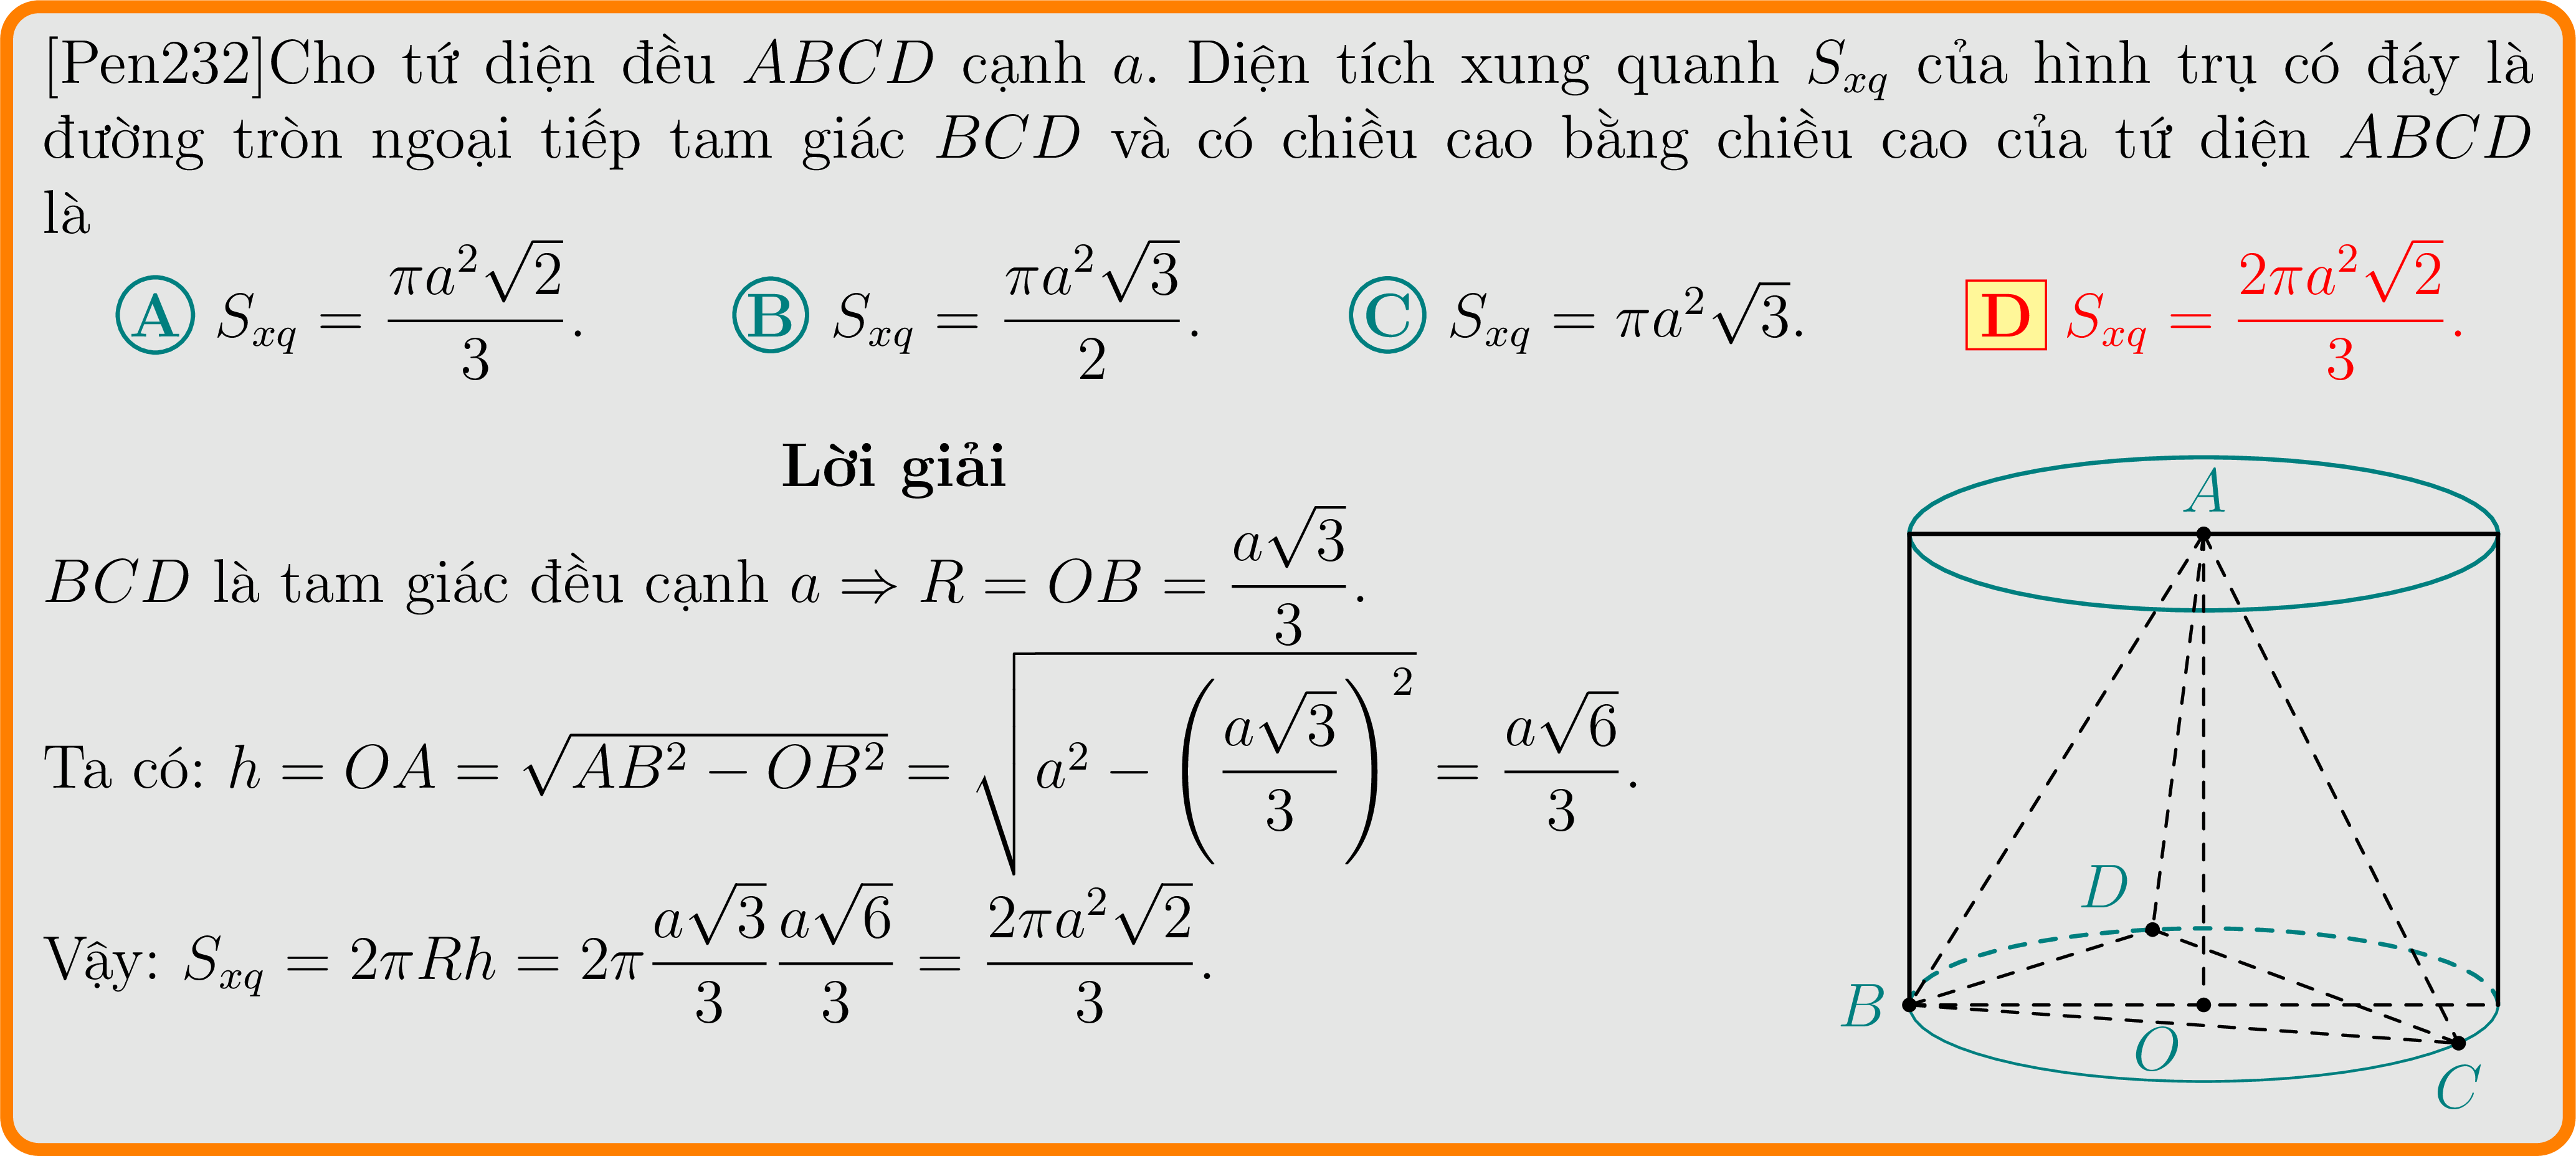 [Pen232]Cho tứ diện đều ABCD cạnh a. Diện tích xung quanh S_{xq} của hình trụ có đáy là
đường tròn ngoại tiếp tam giác BCD và có chiều cao bằng chiều cao của tứ diện ABCD
là
A S_{xq} = \frac{\pi a^2\sqrt{2}}{3}. B S_{xq} = \frac{\pi a^2\sqrt{3}}{2}. C S_{xq} = \pi a^2\sqrt{3}. D S_{xq} = \frac{2\pi a^2\sqrt{2}}{3}.
Lời giải
BCD là tam giác đều cạnh a ⇒ R = OB = \frac{a\sqrt{3}}{3}.
Ta có: h = OA = \sqrt{AB^2 - OB^2} = \sqrt{a^2 - \left(\frac{a\sqrt{3}}{3}\right)^2} = \frac{a\sqrt{6}}{3}.
Vậy: S_{xq} = 2\pi Rh = 2\pi\frac{a\sqrt{3}}{3}\frac{a\sqrt{6}}{3} = \frac{2\pi a^2\sqrt{2}}{3}.
A
D
B
O
C